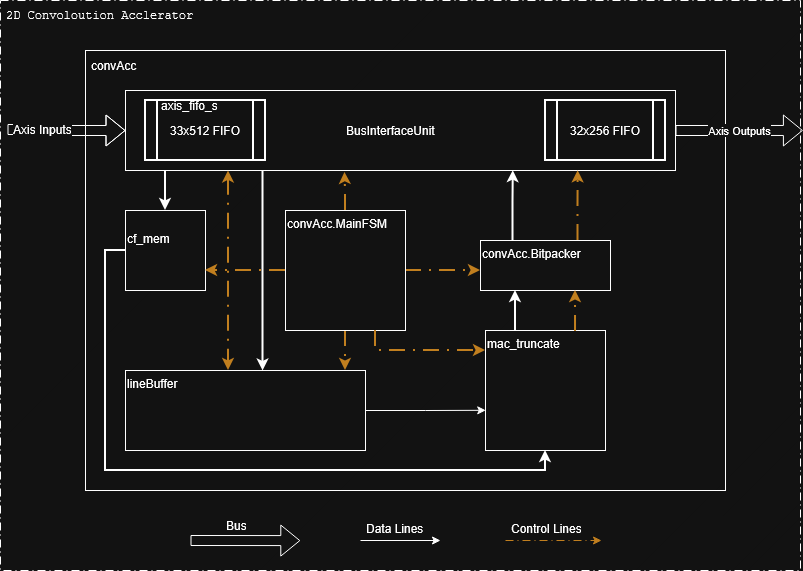 2D Convoloution Acclerator
convAcc
axis_fifo_s
Axis Inputs
33x512 FIFO
BusInterfaceUnit
32x256 FIFO
Axis Outputs
cf_mem
convAcc.MainFSM
convAcc.Bitpacker
mac_truncate
lineBuffer
Bus
Data Lines
Control Lines